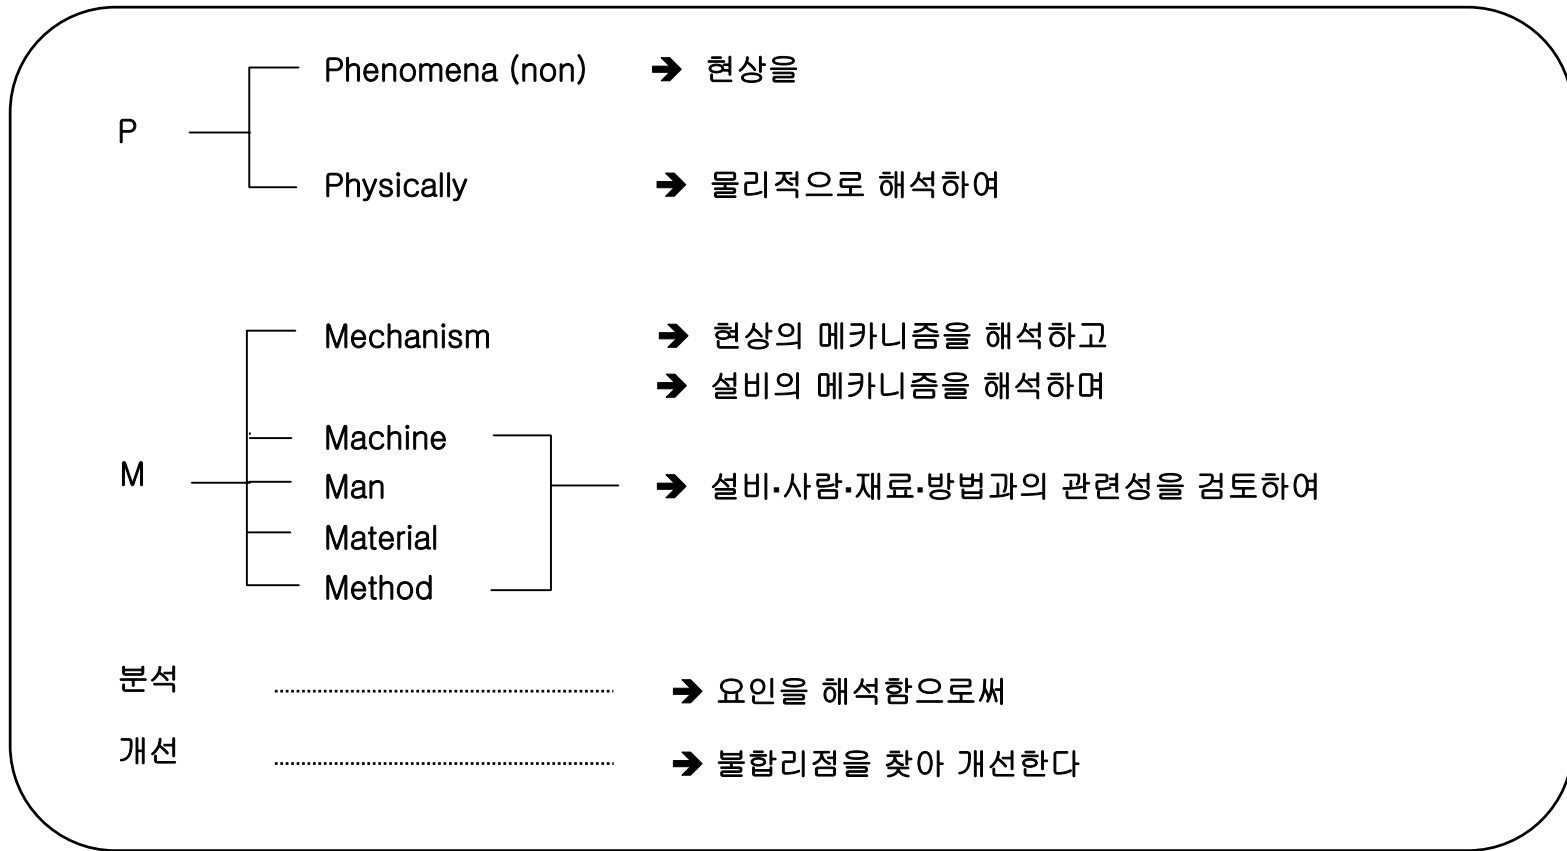 Phenomena (non) ➔ 현상을
P
Physically ➔ 물리적으로 해석하여
Mechanism ➔ 현상의 메카니즘을 해석하고
➔ 설비의 메카니즘을 해석하며
Machine
M
Man ➔ 설비·사람·재료·방법과의 관련성을 검토하여
Material
Method
분석 ➔ 요인을 해석함으로써
개선 ➔ 불합리점을 찾아 개선한다